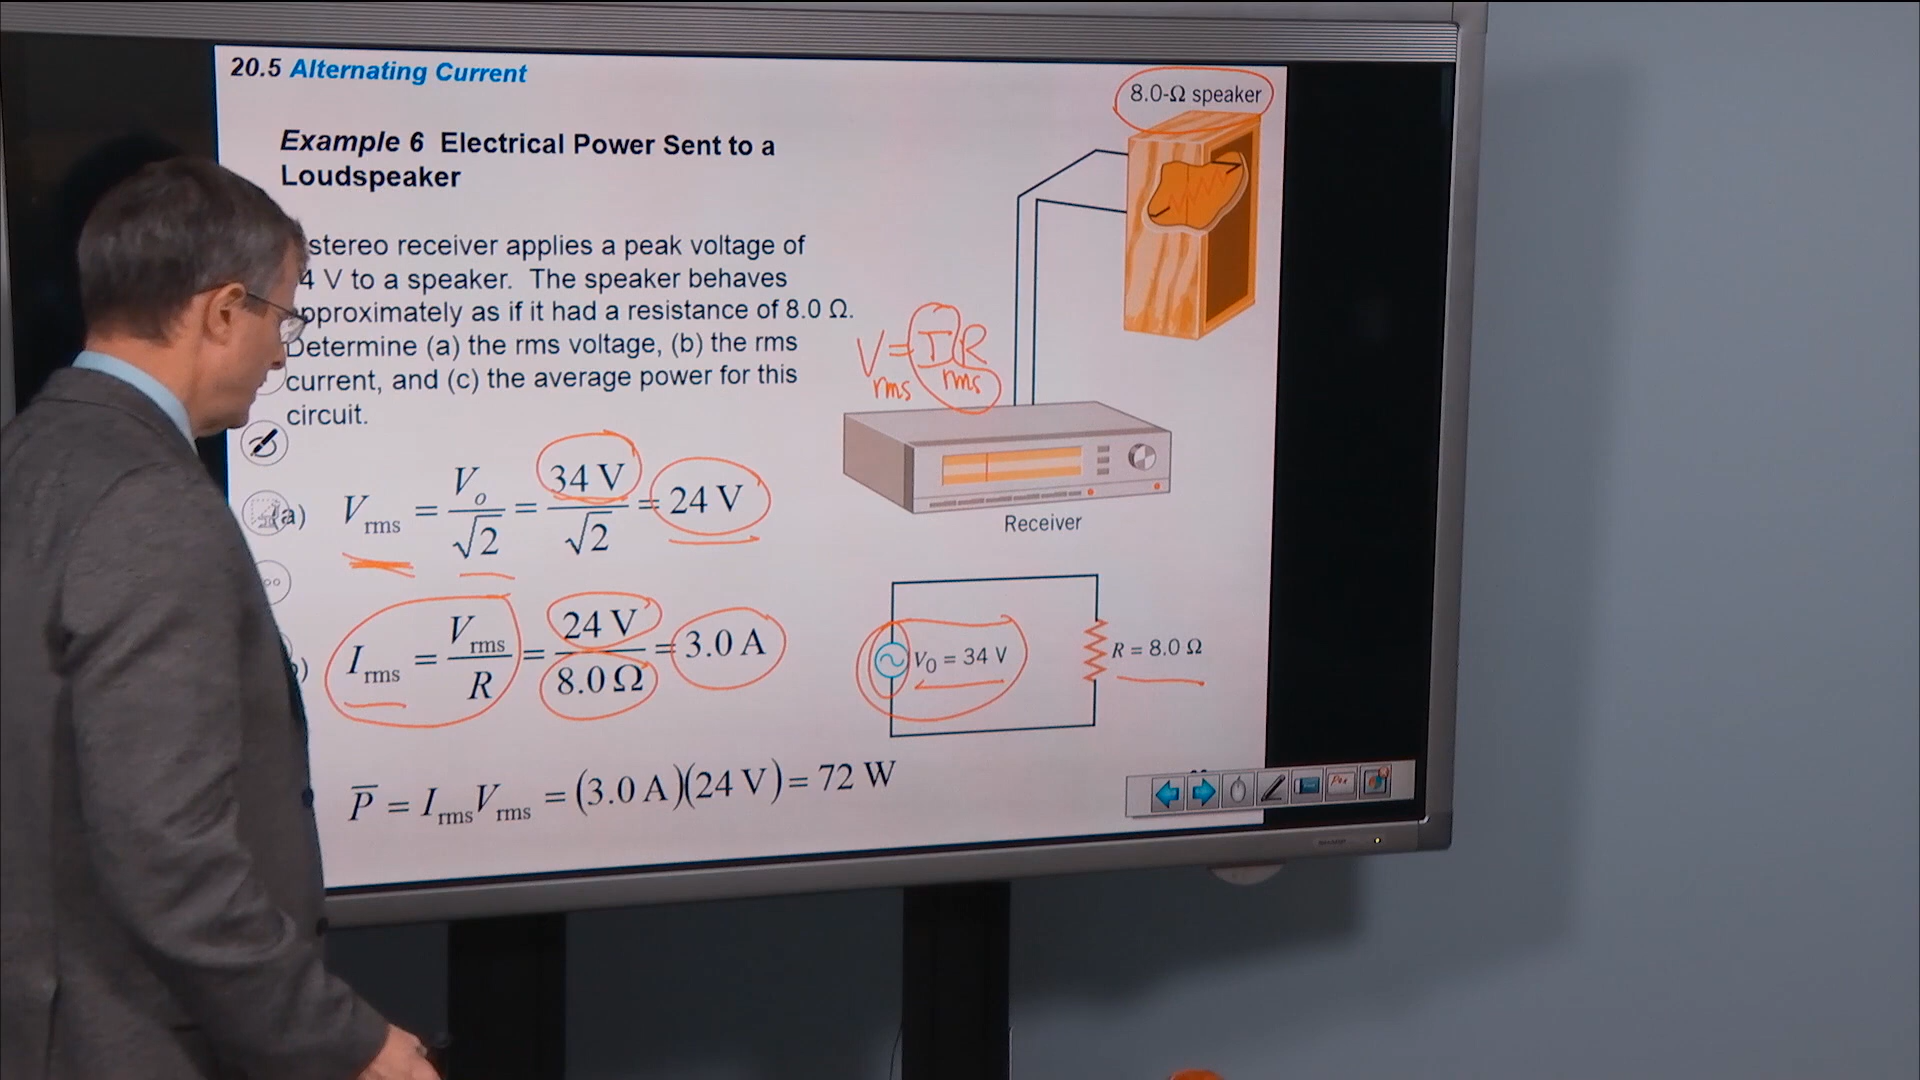 20.5 Alternating Current
8.0-Ω speaker
Example 6 Electrical Power Sent to a
Loudspeaker
stereo receiver applies a peak voltage of
4 V to a speaker. The speaker behaves
pproximately as if it had a resistance of 8.0 Ω.
Determine (a) the rms voltage, (b) the rms
current, and (c) the average power for this
circuit.
V_rms = I_rms R
Receiver
(a) V_rms = V_o / √2 = 34 V / √2 = 24 V
) I_rms = V_rms / R = 24 V / 8.0 Ω = 3.0 A
V₀ = 34 V
R = 8.0 Ω
P̅ = I_rms V_rms = (3.0 A)(24 V) = 72 W